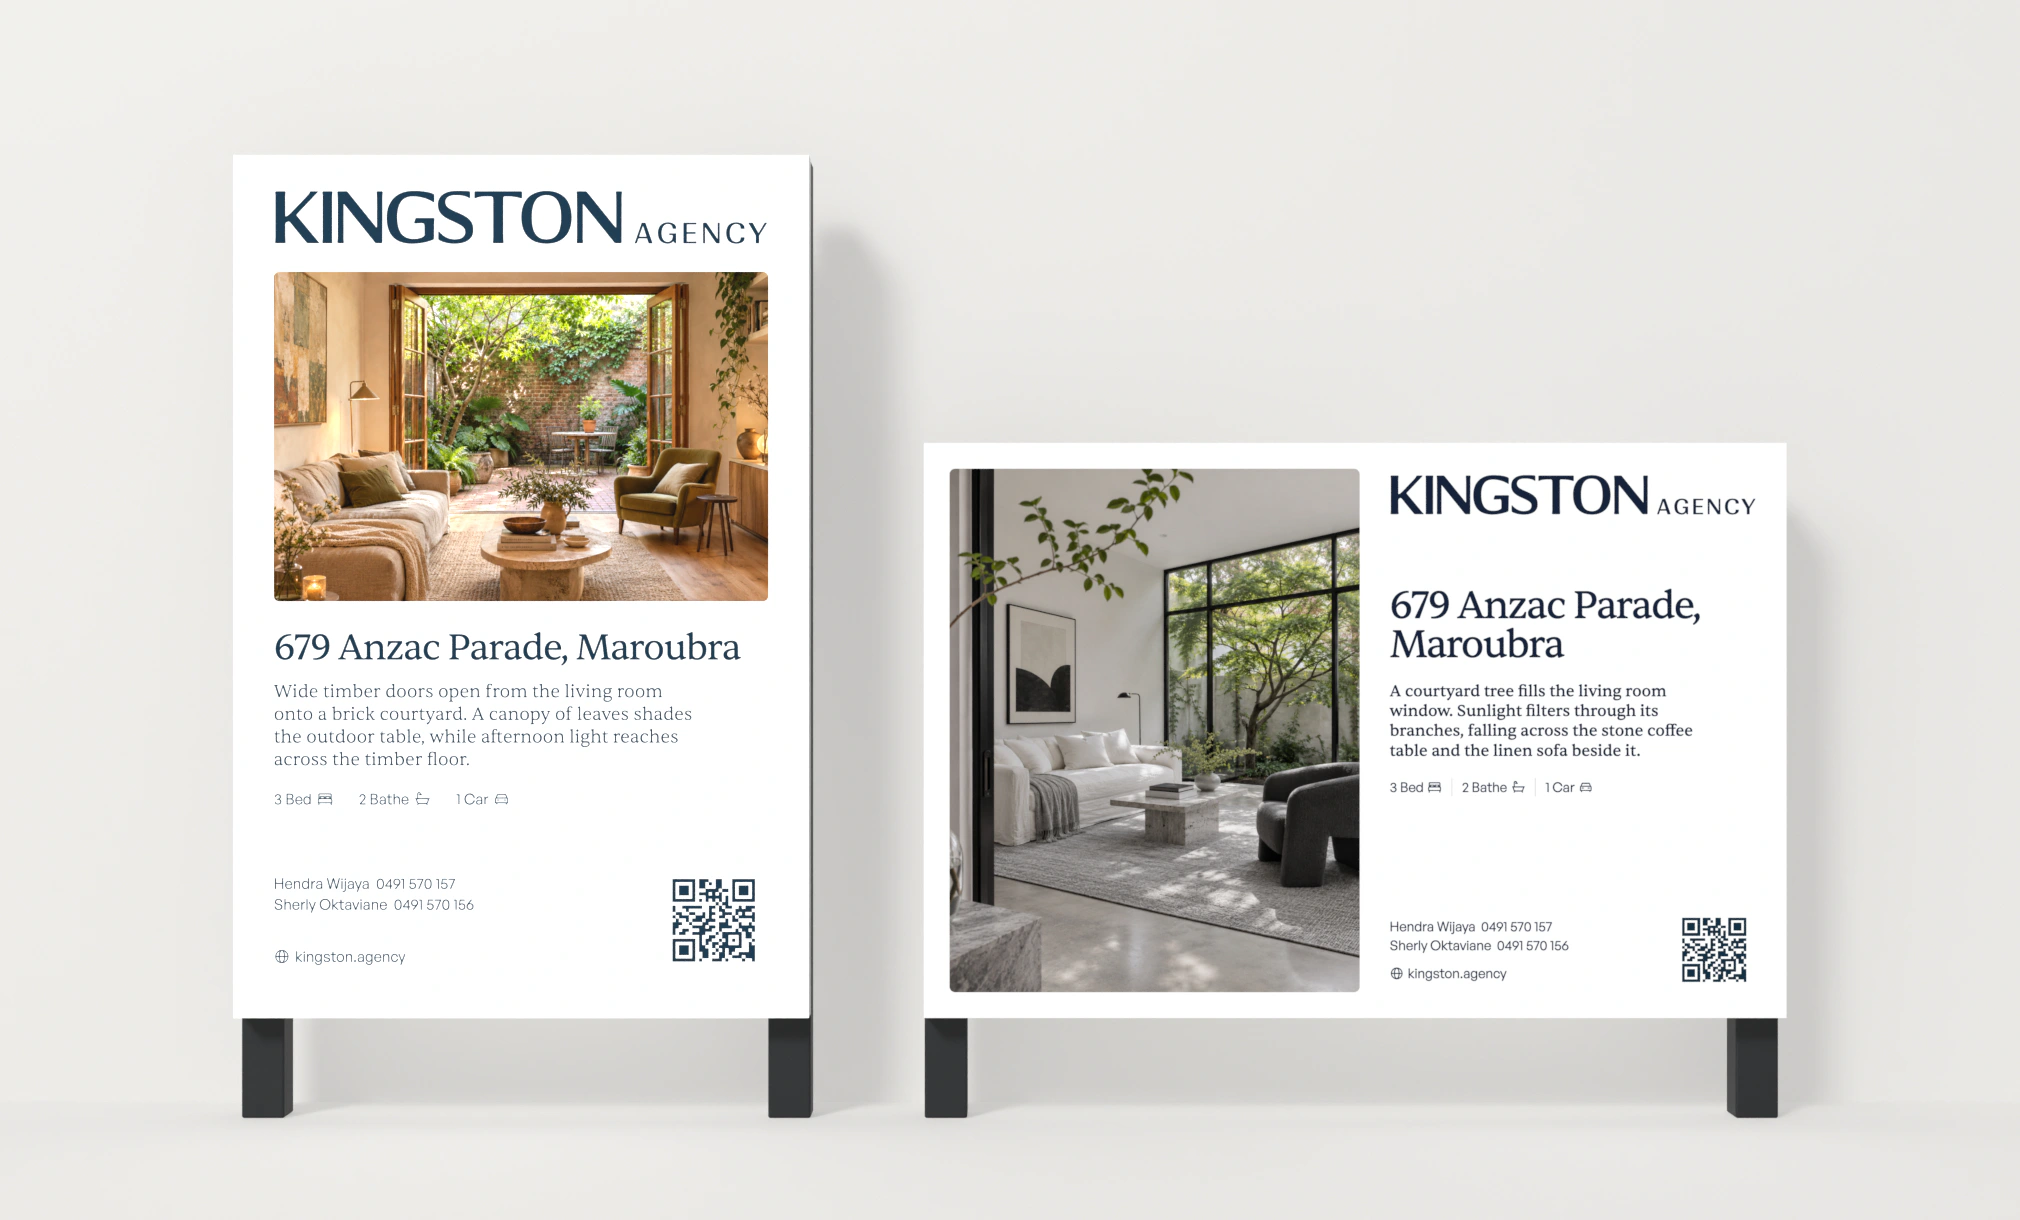 KINGSTON AGENCY
679 Anzac Parade, Maroubra
Wide timber doors open from the living room
onto a brick courtyard. A canopy of leaves shades
the outdoor table, while afternoon light reaches
across the timber floor.
3 Bed 2 Bathe 1 Car
Hendra Wijaya 0491 570 157
Sherly Oktaviane 0491 570 156
kingston.agency
KINGSTON AGENCY
679 Anzac Parade,
Maroubra
A courtyard tree fills the living room
window. Sunlight filters through its
branches, falling across the stone coffee
table and the linen sofa beside it.
3 Bed 2 Bathe 1 Car
Hendra Wijaya 0491 570 157
Sherly Oktaviane 0491 570 156
kingston.agency